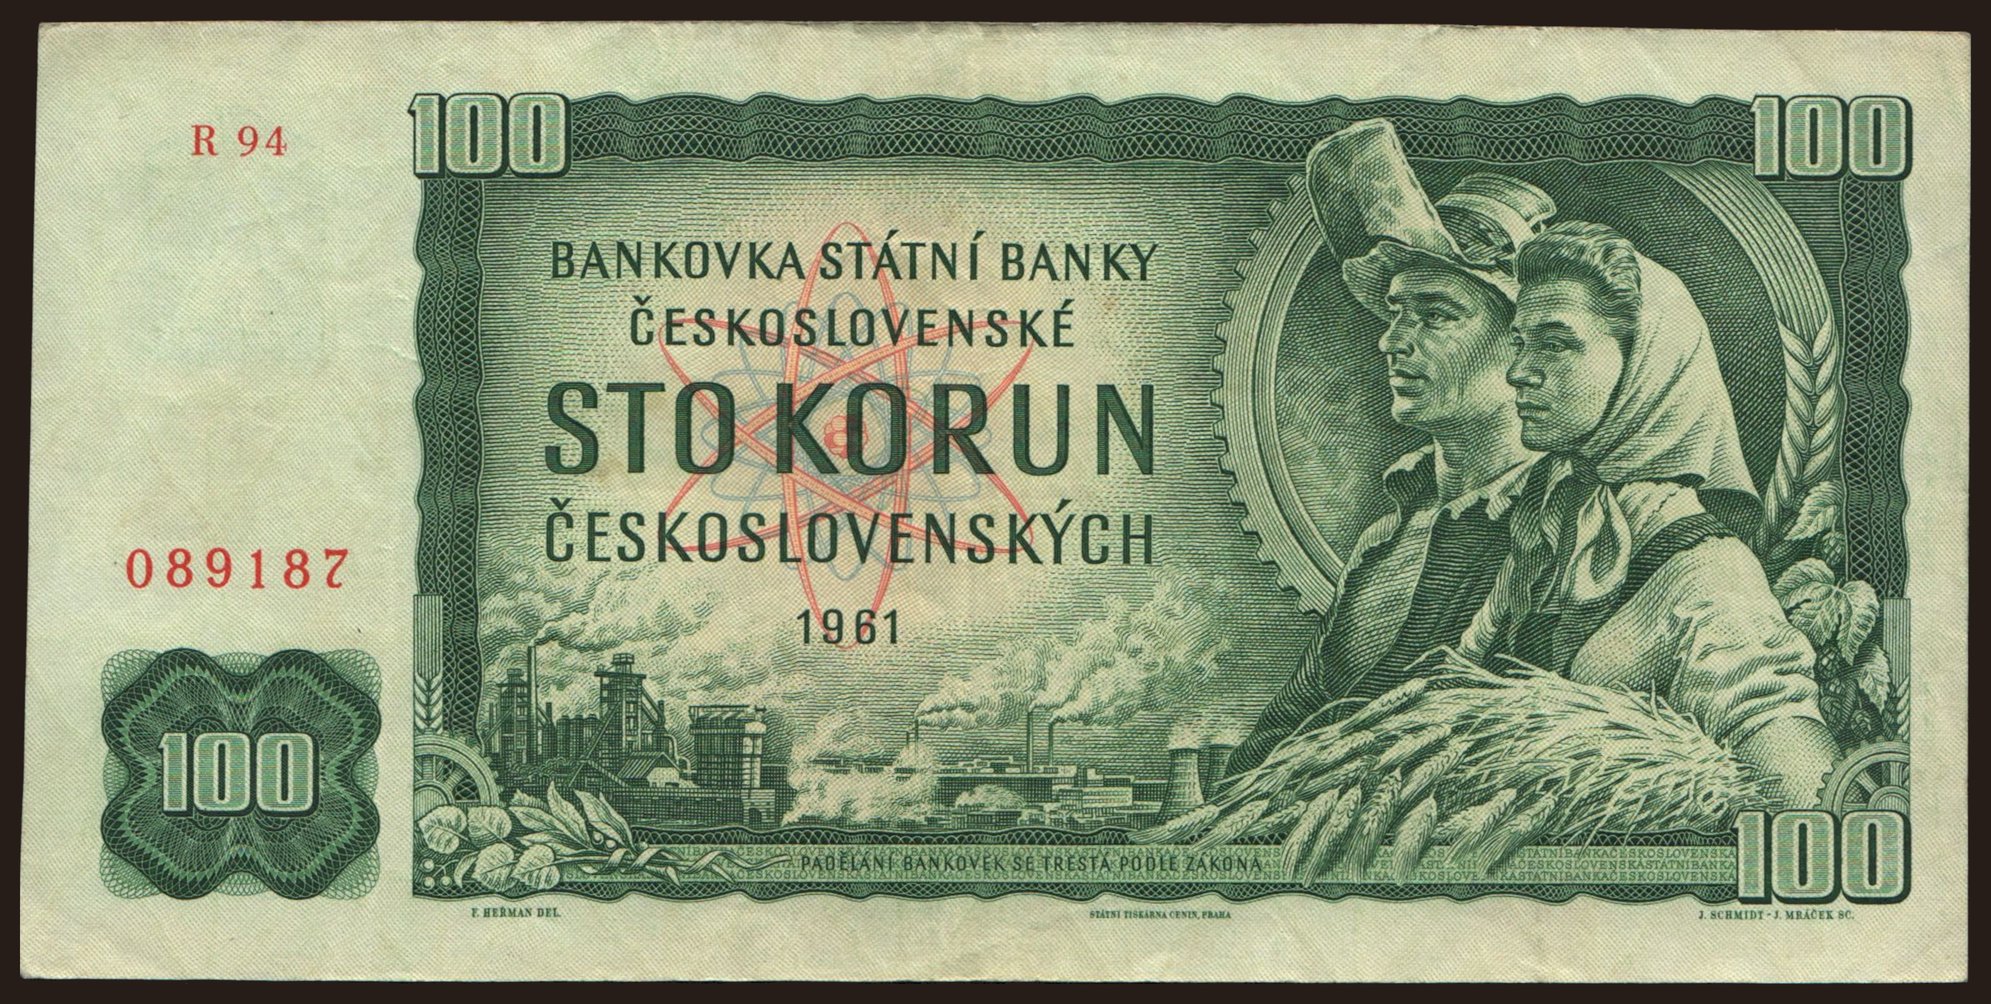 100
100
R 94
BANKOVKA STÁTNÍ BANKY
ČESKOSLOVENSKÉ
STO KORUN
ČESKOSLOVENSKÝCH
089187
1961
100
100
PADĚLÁNÍ BANKOVEK SE TRESTÁ PODLE ZÁKONA
F. HEŘMAN DEL.
STÁTNÍ TISKÁRNA CENIN, PRAHA
J. SCHMIDT - J. MRÁČEK SC.